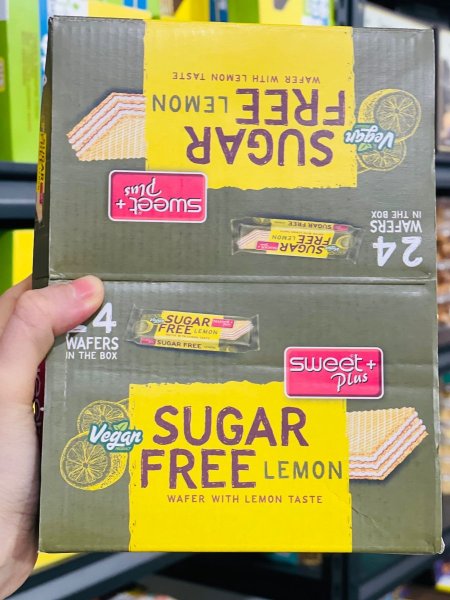 WAFER WITH LEMON TASTE
SUGAR
FREE LEMON
Vegan
sweet+
plus
24
WAFERS
IN THE BOX
SUGAR
FREE LEMON
SUGAR FREE
24
WAFERS
IN THE BOX
SUGAR
FREE LEMON
SUGAR FREE
sweet+
plus
Vegan
SUGAR
FREE LEMON
WAFER WITH LEMON TASTE